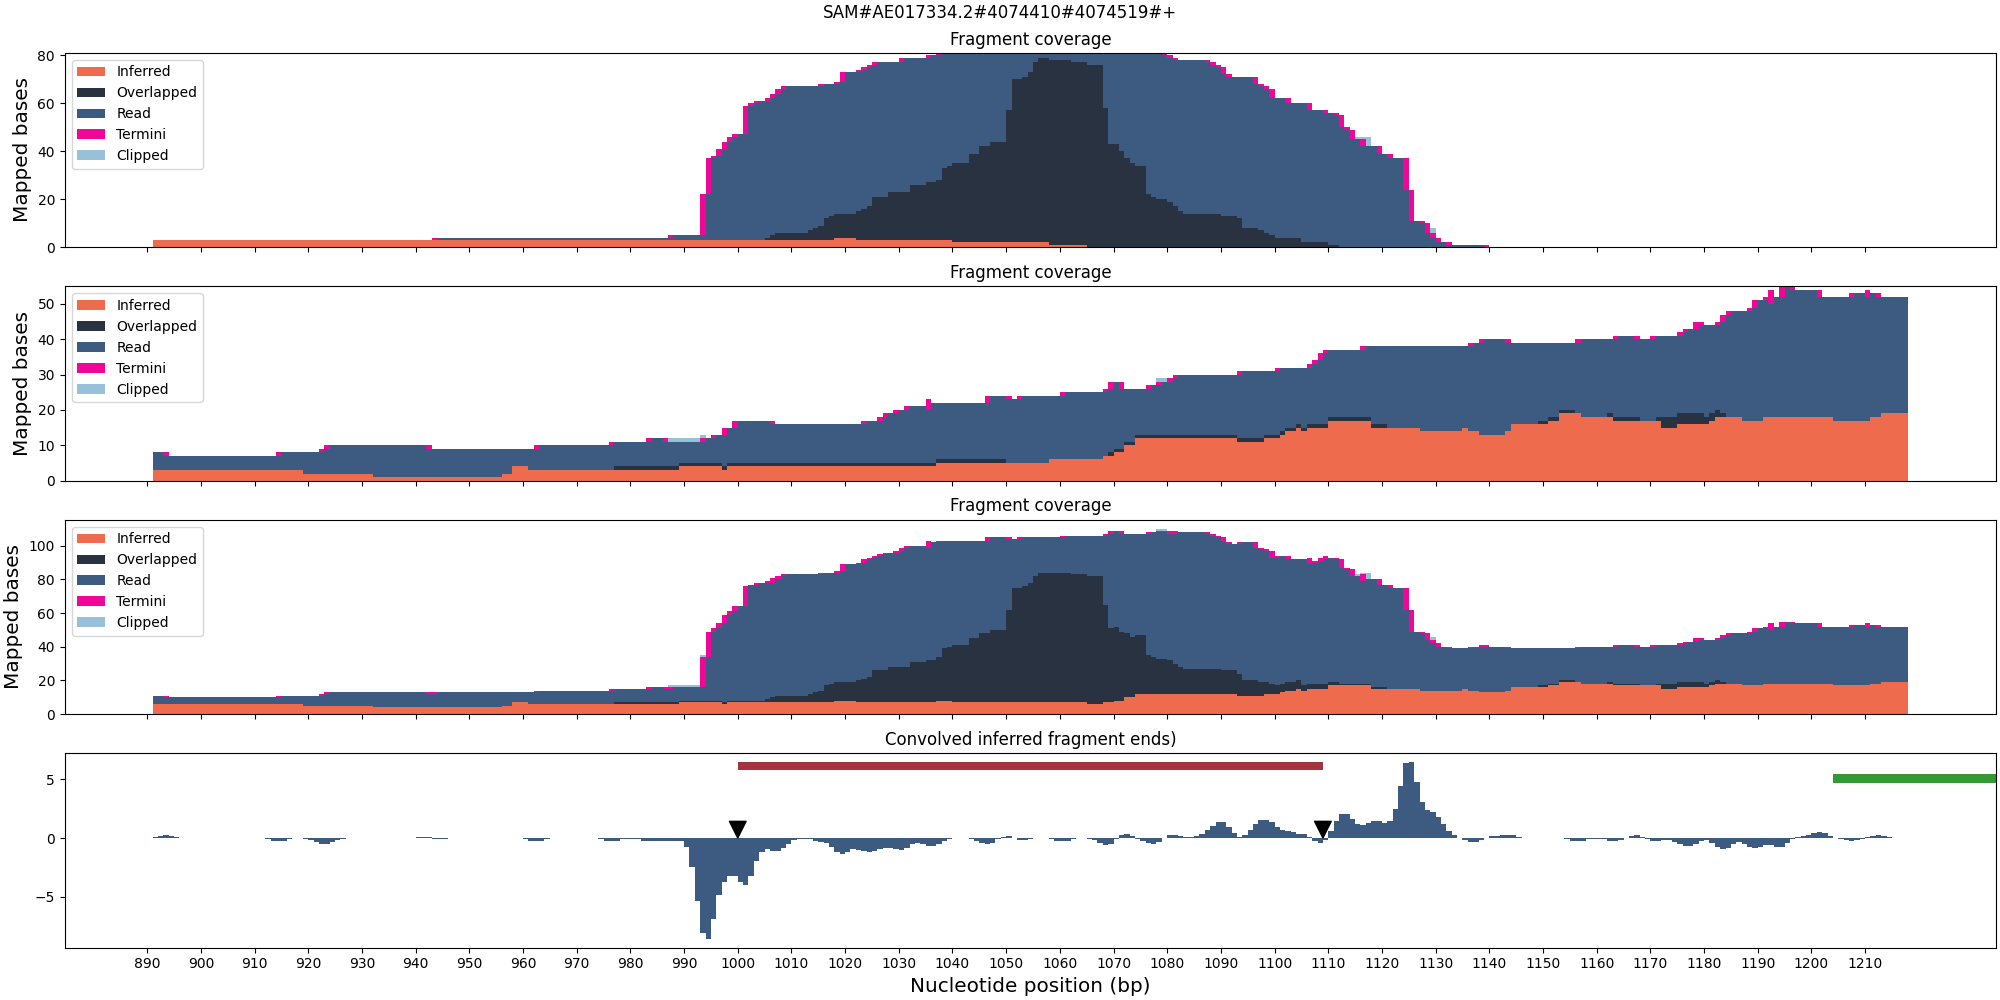 SAM#AE017334.2#4074410#4074519#+
Fragment coverage
Mapped bases
80
60
40
20
0
Inferred
Overlapped
Read
Termini
Clipped
Fragment coverage
Mapped bases
50
40
30
20
10
0
Inferred
Overlapped
Read
Termini
Clipped
Fragment coverage
Mapped bases
100
80
60
40
20
0
Inferred
Overlapped
Read
Termini
Clipped
Convolved inferred fragment ends)
5
0
−5
890 900 910 920 930 940 950 960 970 980 990 1000 1010 1020 1030 1040 1050 1060 1070 1080 1090 1100 1110 1120 1130 1140 1150 1160 1170 1180 1190 1200 1210
Nucleotide position (bp)